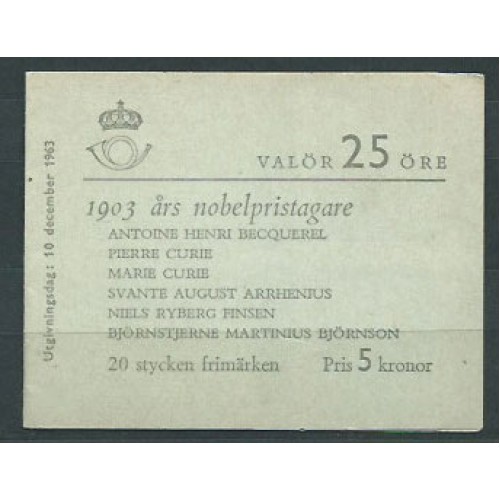 Utgivningsdag: 10 december 1963
VALÖR 25 ÖRE
1903 års nobelpristagare
ANTOINE HENRI BECQUEREL
PIERRE CURIE
MARIE CURIE
SVANTE AUGUST ARRHENIUS
NIELS RYBERG FINSEN
BJÖRNSTJERNE MARTINIUS BJÖRNSON
20 stycken frimärken Pris 5 kronor